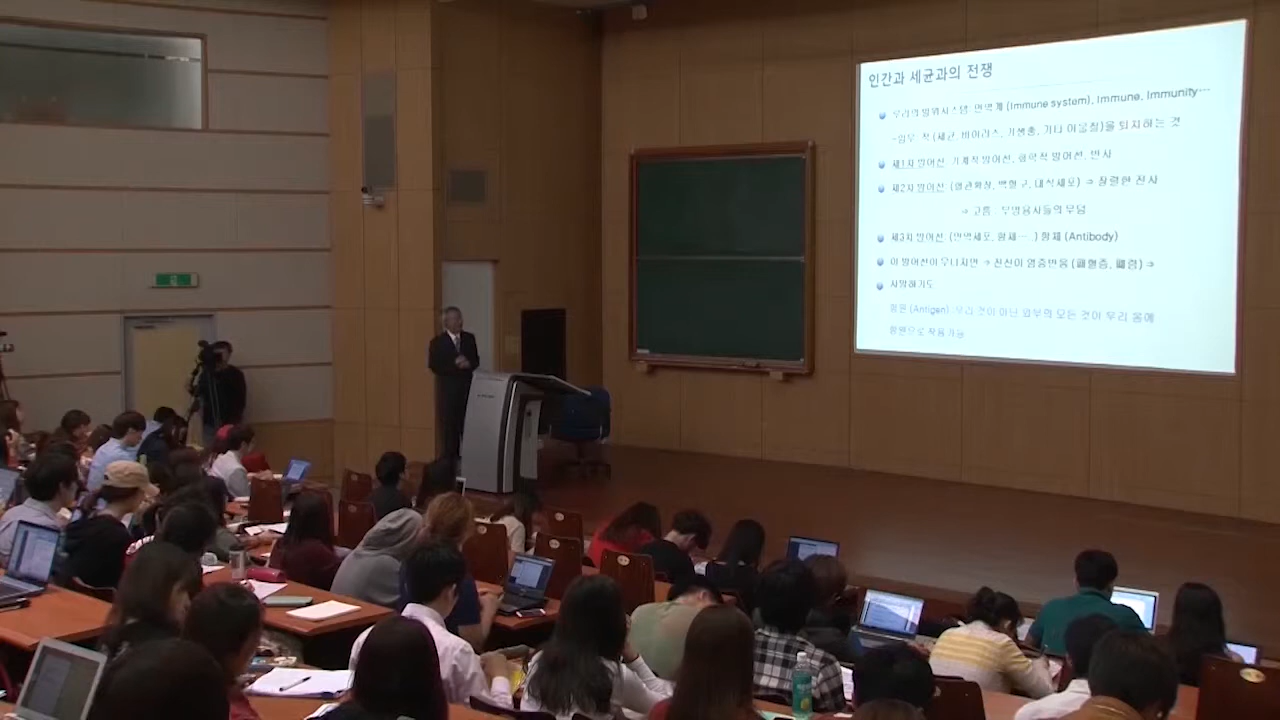 인간과 세균과의 전쟁
우리의 방위시스템: 면역계 (Immune system), Immune, Immunity…
-임무: 적 (세균, 바이러스, 기생충, 기타 이물질)을 퇴치하는 것
제1차 방어선: 기계적 방어선, 화학적 방어선, 반사
제2차 방어선: (혈관확장, 백혈구, 대식세포) ⇒ 장렬한 전사
⇒ 고름 : 무명용사들의 무덤
제3차 방어선: (면역세포, 항체….) 항체 (Antibody)
이 방어선이 무너지면 → 전신이 염증반응 (패혈증, 폐렴) ⇒
사망하기도
항원 (Antigen) : 우리 것이 아닌 외부의 모든 것이 우리 몸에
항원으로 작용가능